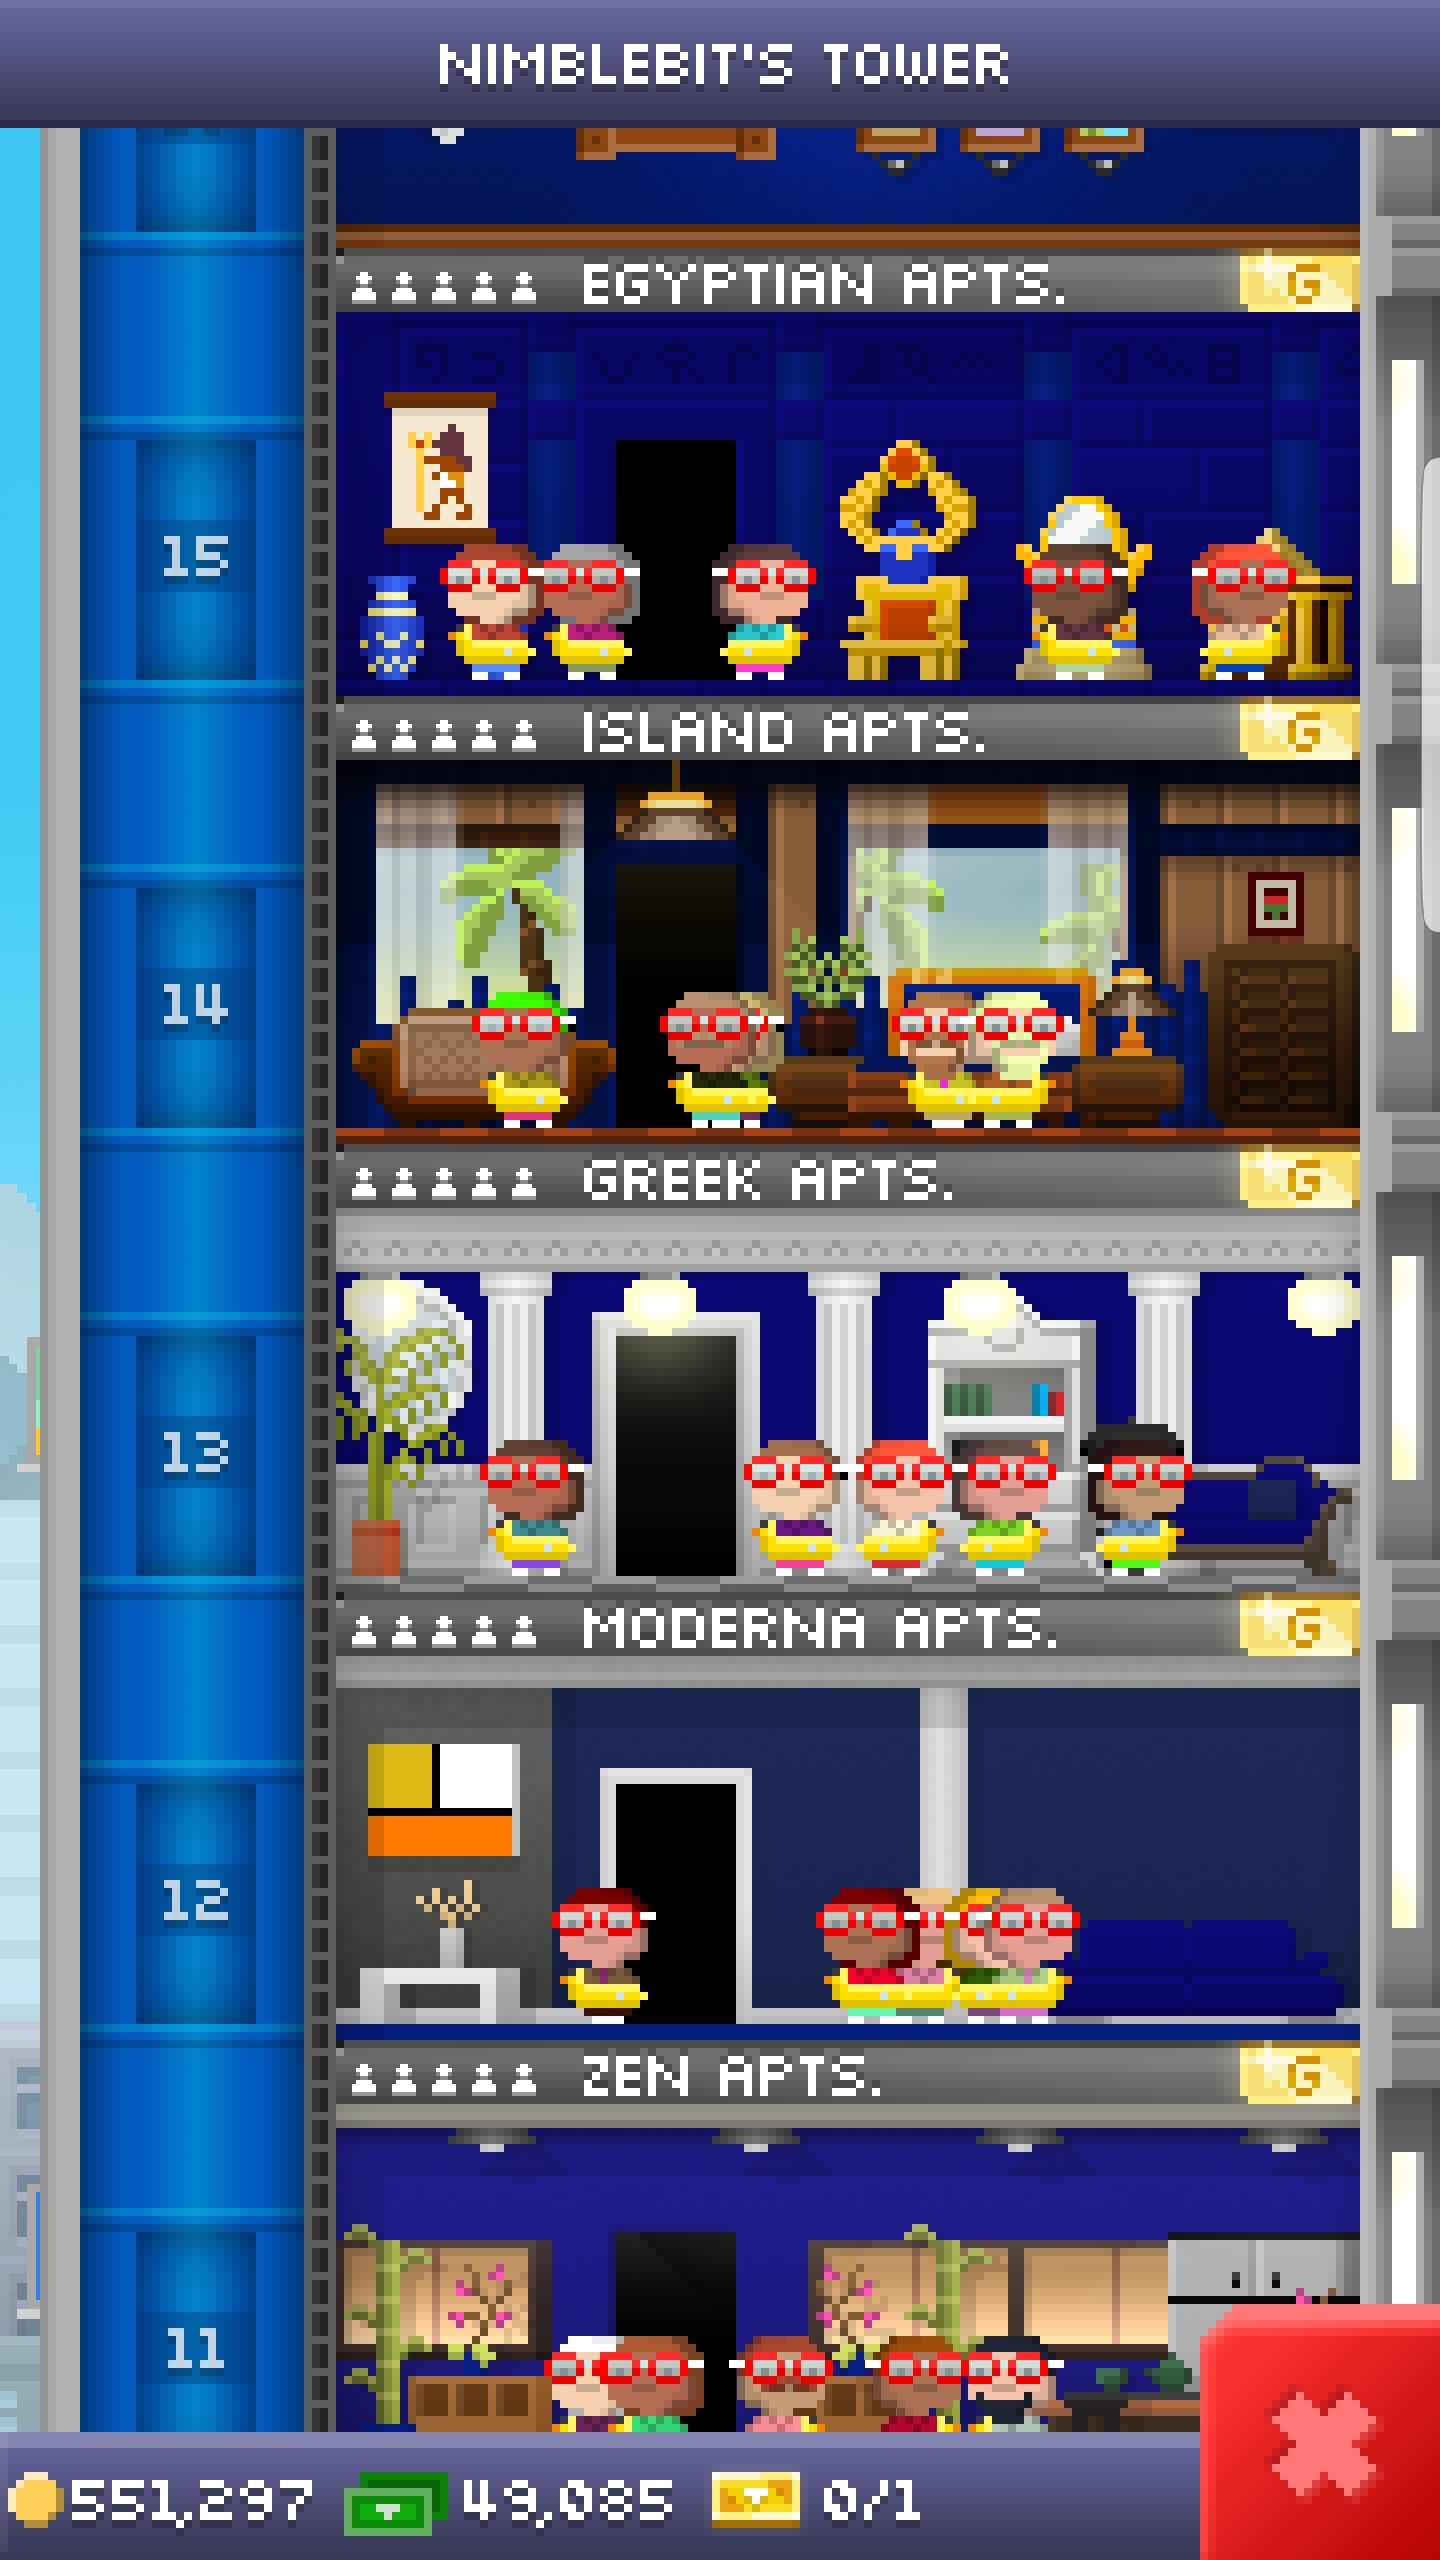 NIMBLEBIT'S TOWER
EGYPTIAN APTS. G
15
ISLAND APTS. G
14
GREEK APTS. G
13
MODERNA APTS. G
12
ZEN APTS. G
11
551,297 49,085 0/1